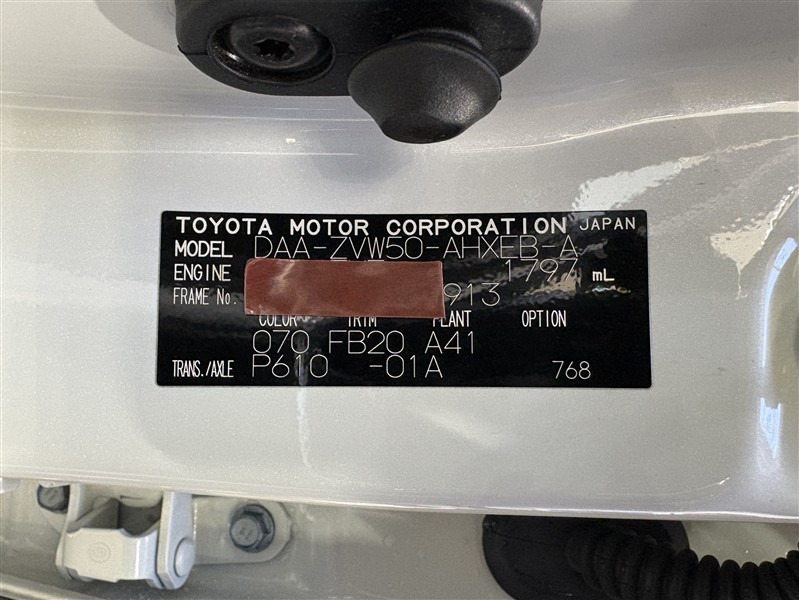 TOYOTA MOTOR CORPORATION JAPAN
MODEL DAA-ZVW50-AHXEB-A
ENGINE 1797 mL
FRAME No. 913
COLOR TRIM PLANT OPTION
070 FB20 A41
TRANS./AXLE P610 -01A 768